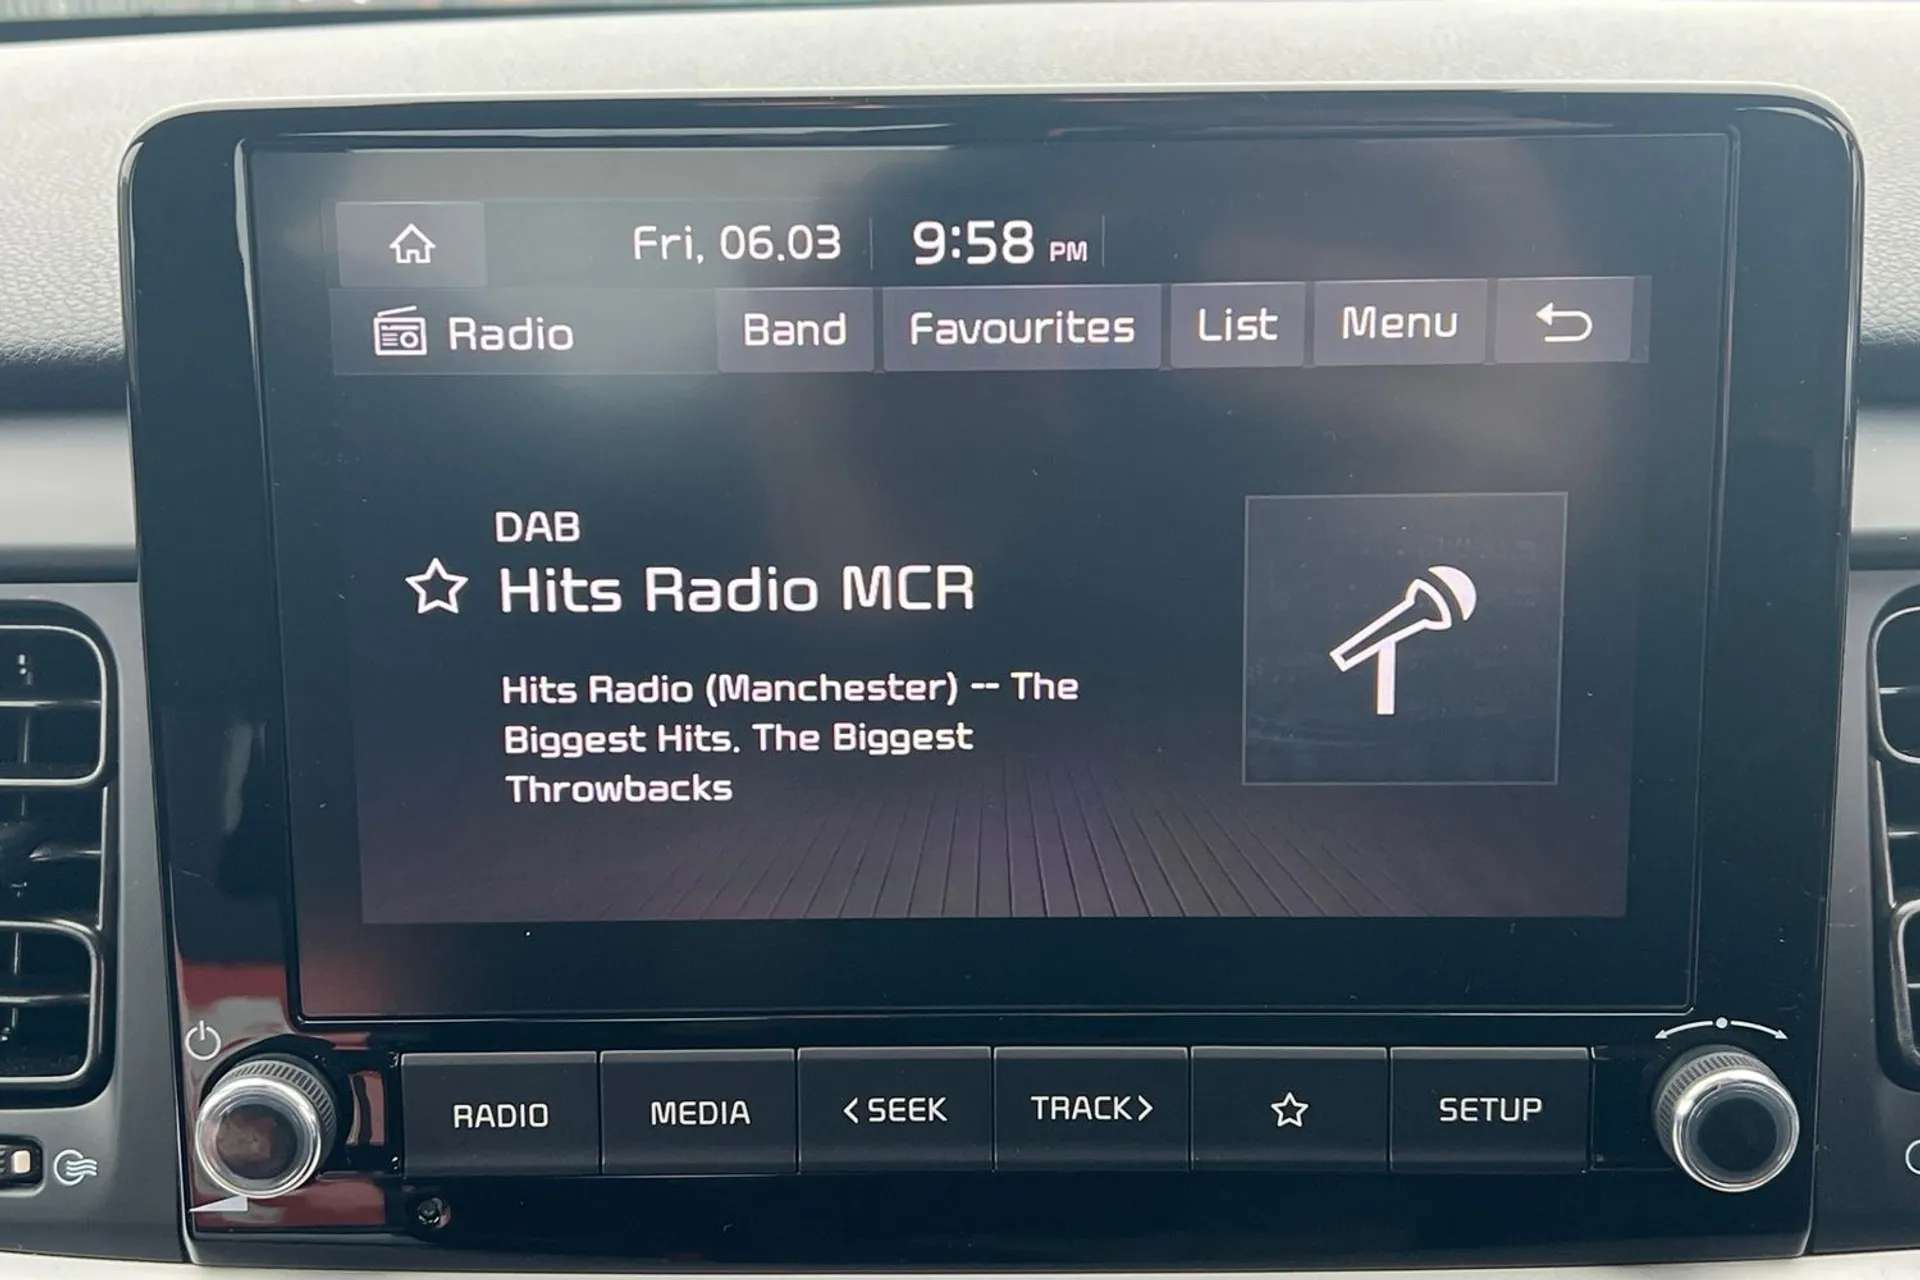 Fri, 06.03 9:58 PM
Radio Band Favourites List Menu
DAB
Hits Radio MCR
Hits Radio (Manchester) -- The
Biggest Hits. The Biggest
Throwbacks
RADIO MEDIA <SEEK TRACK> SETUP